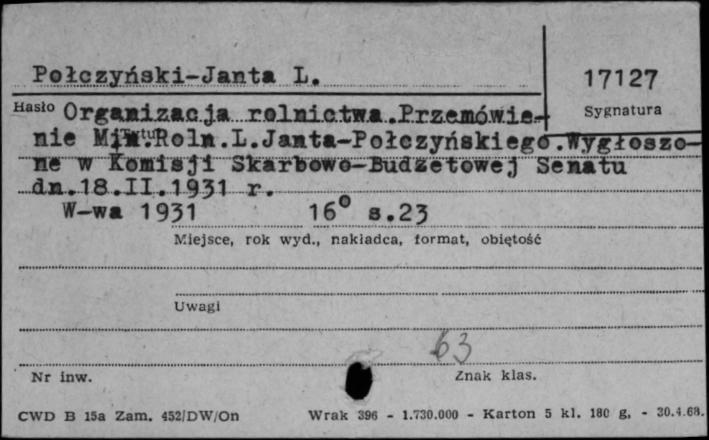 Połczyński-Janta L.
17127
Hasło
Sygnatura
Organizacja rolnictwa.Przemówie-
nie Min.Roln.L.Janta-Połczyńskiego.Wygłoszo-
ne w Komisji Skarbowo-Budżetowej Senatu
dn.18.II.1931 r.
W-wa 1931 16° s.23
Miejsce, rok wyd., nakładca, format, objętość
Uwagi
63
Nr inw.
Znak klas.
CWD B 15a Zam. 452/DW/On Wrak 396 - 1.730.000 - Karton 5 kl. 180 g. - 30.4.68.